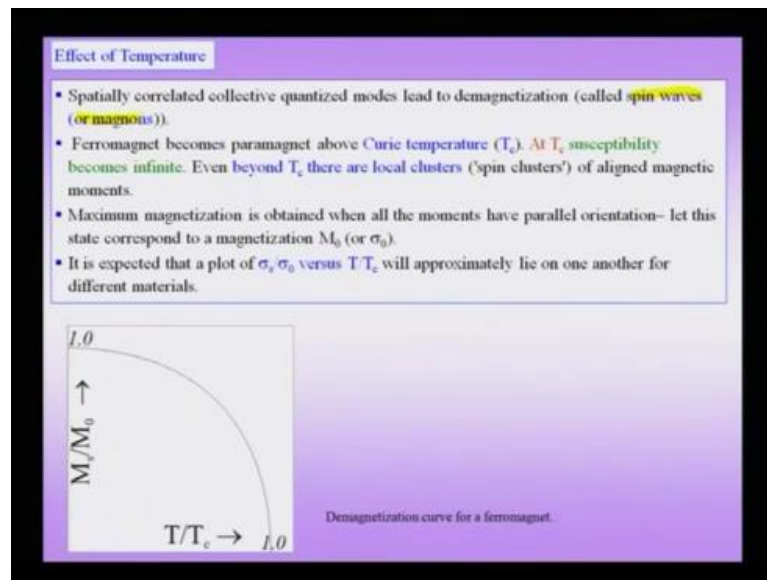 Effect of Temperature
▪ Spatially correlated collective quantized modes lead to demagnetization (called spin waves
(or magnons)).
▪ Ferromagnet becomes paramagnet above Curie temperature (Tc). At Tc susceptibility
becomes infinite. Even beyond Tc there are local clusters ('spin clusters') of aligned magnetic
moments.
▪ Maximum magnetization is obtained when all the moments have parallel orientation– let this
state correspond to a magnetization M0 (or σ0).
▪ It is expected that a plot of σs/σ0 versus T/Tc will approximately lie on one another for
different materials.
1.0
Ms/M0 →
T/Tc → 1.0
Demagnetization curve for a ferromagnet.